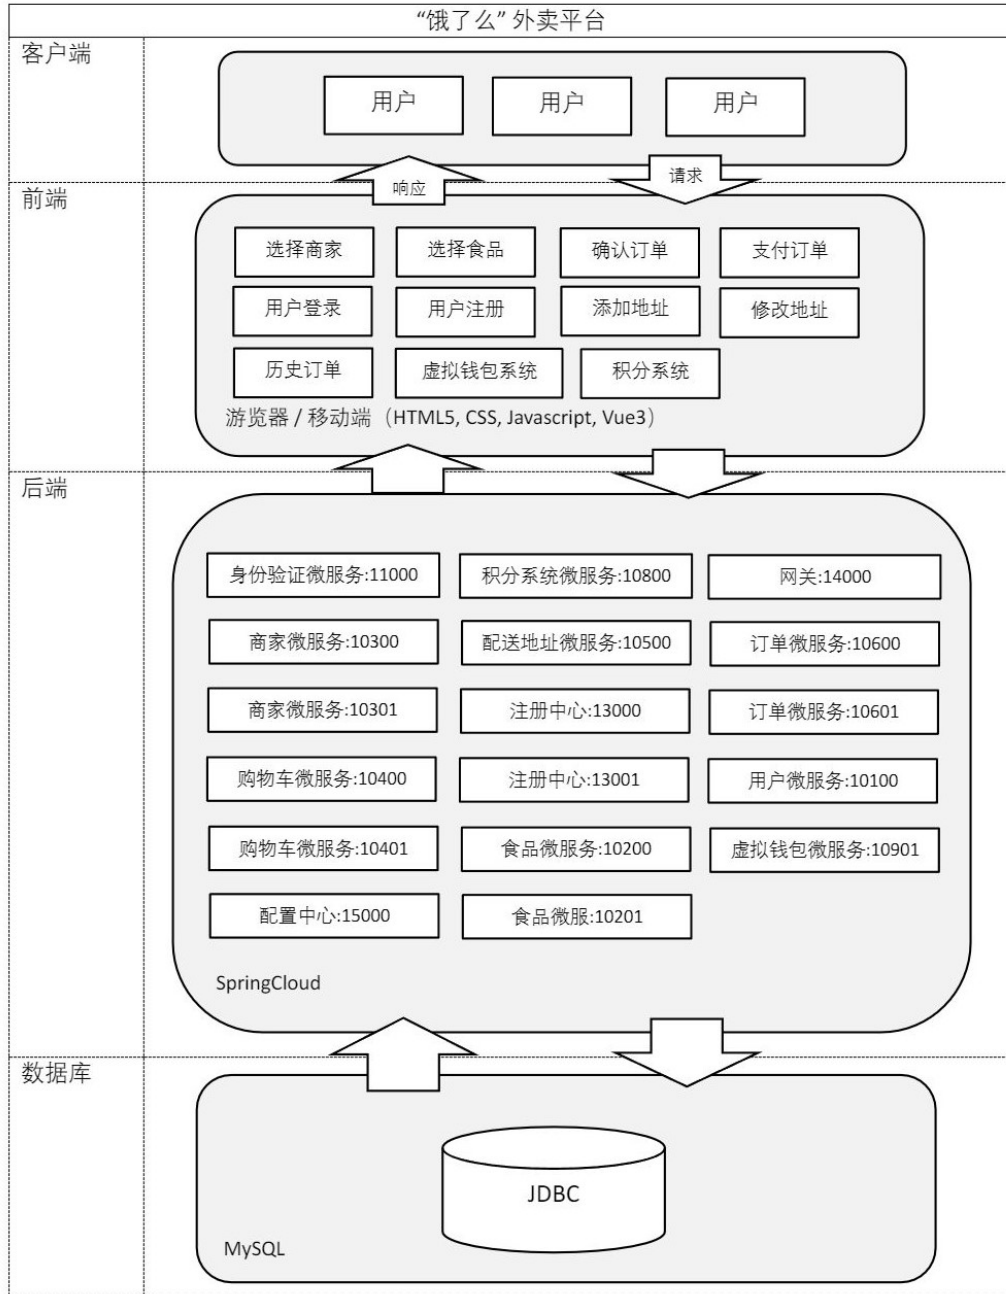 “饿了么” 外卖平台
客户端
用户 用户 用户
响应 请求
前端
选择商家 选择食品 确认订单 支付订单
用户登录 用户注册 添加地址 修改地址
历史订单 虚拟钱包系统 积分系统
游览器 / 移动端（HTML5, CSS, Javascript, Vue3）
后端
身份验证微服务:11000 积分系统微服务:10800 网关:14000
商家微服务:10300 配送地址微服务:10500 订单微服务:10600
商家微服务:10301 注册中心:13000 订单微服务:10601
购物车微服务:10400 注册中心:13001 用户微服务:10100
购物车微服务:10401 食品微服务:10200 虚拟钱包微服务:10901
配置中心:15000 食品微服:10201
SpringCloud
数据库
JDBC
MySQL